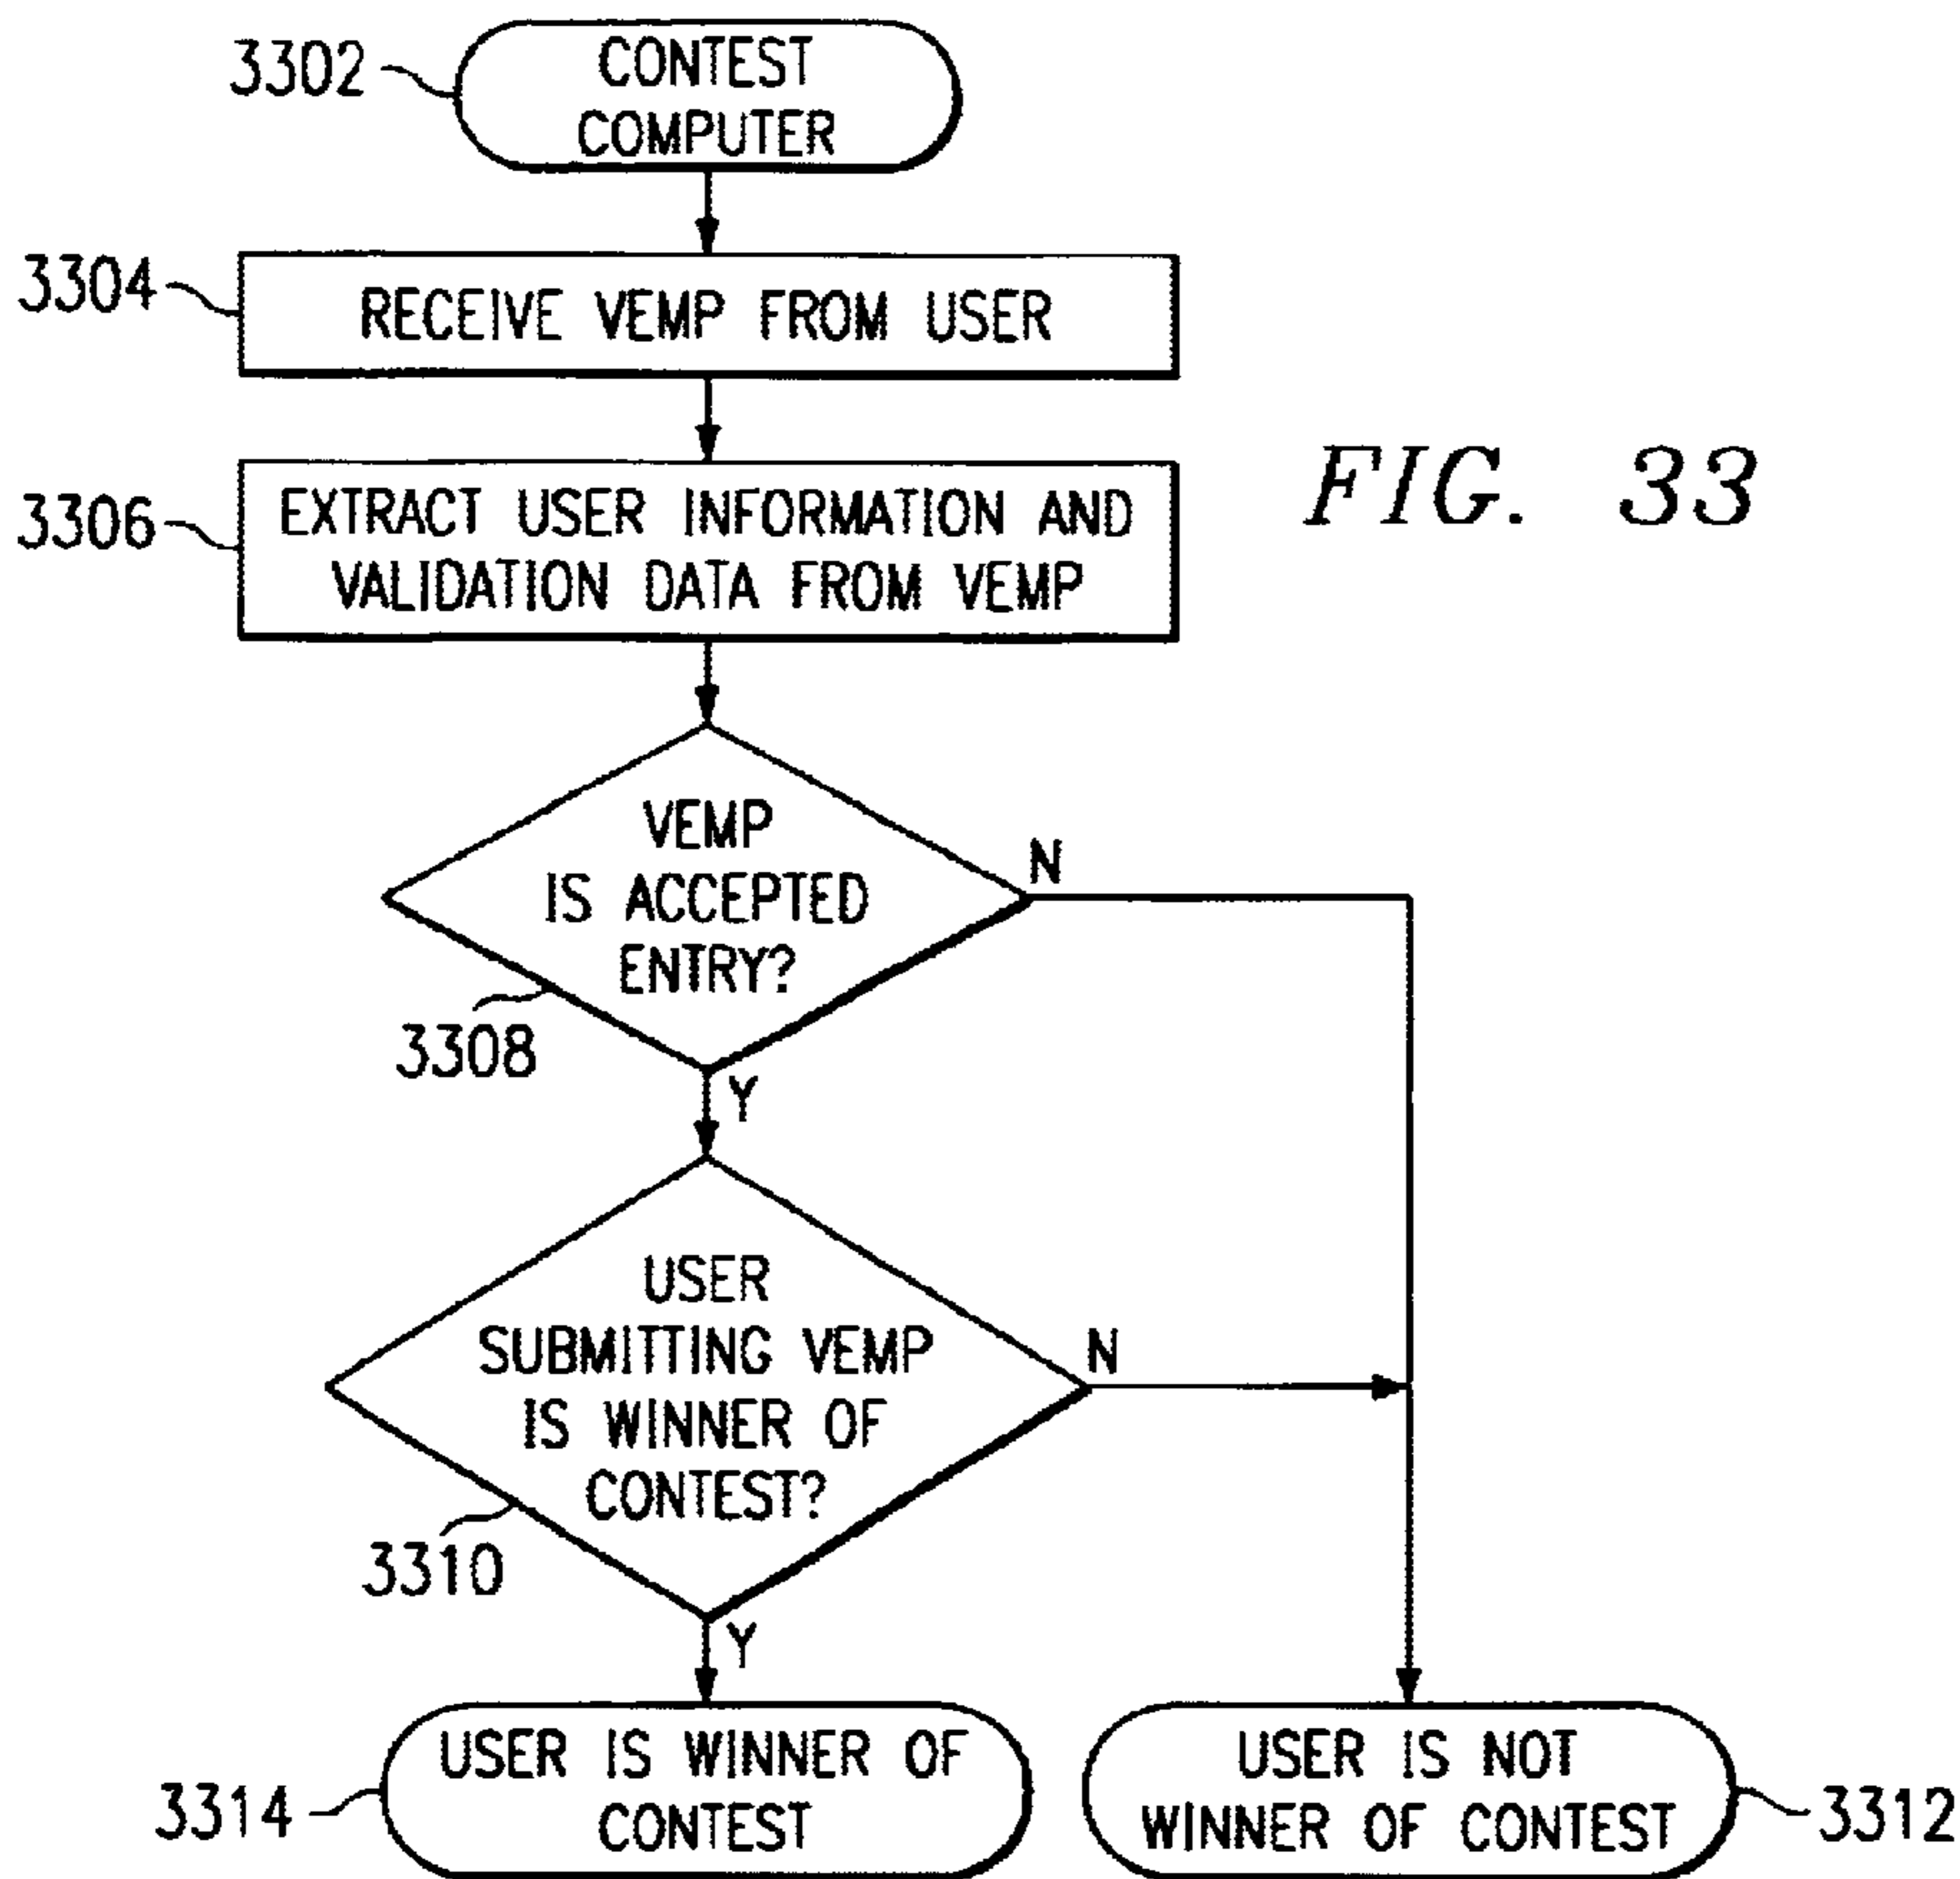 3302
CONTEST
COMPUTER
3304
RECEIVE VEMP FROM USER
3306
EXTRACT USER INFORMATION AND
VALIDATION DATA FROM VEMP
FIG. 33
VEMP
IS ACCEPTED
ENTRY?
N
3308
Y
USER
SUBMITTING VEMP
IS WINNER OF
CONTEST?
N
3310
Y
3314
USER IS WINNER OF
CONTEST
USER IS NOT
WINNER OF CONTEST
3312